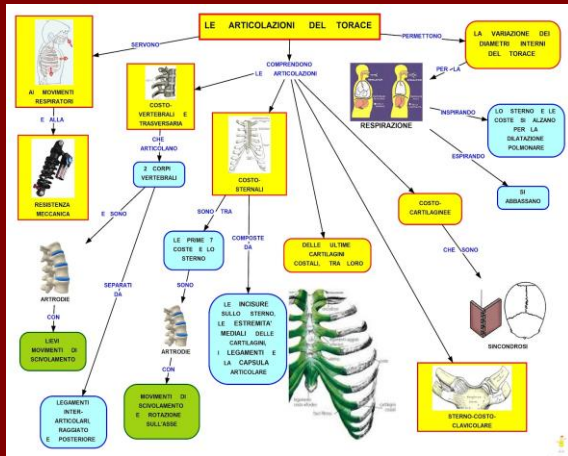 LE ARTICOLAZIONI DEL TORACE
SERVONO
AI MOVIMENTI
RESPIRATORI
E ALLA
RESISTENZA
MECCANICA
COMPRENDONO
LE ARTICOLAZIONI
COSTO-
VERTEBRALI E
TRASVERSARIA
CHE
ARTICOLANO
2 CORPI
VERTEBRALI
E SONO
ARTRODIE
CON
LIEVI
MOVIMENTI DI
SCIVOLAMENTO
SEPARATI
DA
LEGAMENTI
INTER-
ARTICOLARI,
RAGGIATO
E POSTERIORE
COSTO-
STERNALI
SONO TRA
LE PRIME 7
COSTE E LO
STERNO
SONO
ARTRODIE
CON
MOVIMENTI DI
SCIVOLAMENTO
E ROTAZIONE
SULL'ASSE
COMPOSTE
DA
LE INCISURE
SULLO STERNO,
LE ESTREMITA'
MEDIALI DELLE
CARTILAGINI,
I LEGAMENTI E
LA CAPSULA
ARTICOLARE
DELLE ULTIME
CARTILAGINI
COSTALI, TRA LORO
STERNO-COSTO-
CLAVICOLARE
COSTO-
CARTILAGINEE
CHE SONO
SINCONDROSI
PERMETTONO
LA VARIAZIONE DEI
DIAMETRI INTERNI
DEL TORACE
PER LA
RESPIRAZIONE
INSPIRANDO
LO STERNO E LE
COSTE SI ALZANO
PER LA
DILATAZIONE
POLMONARE
ESPIRANDO
SI
ABBASSANO